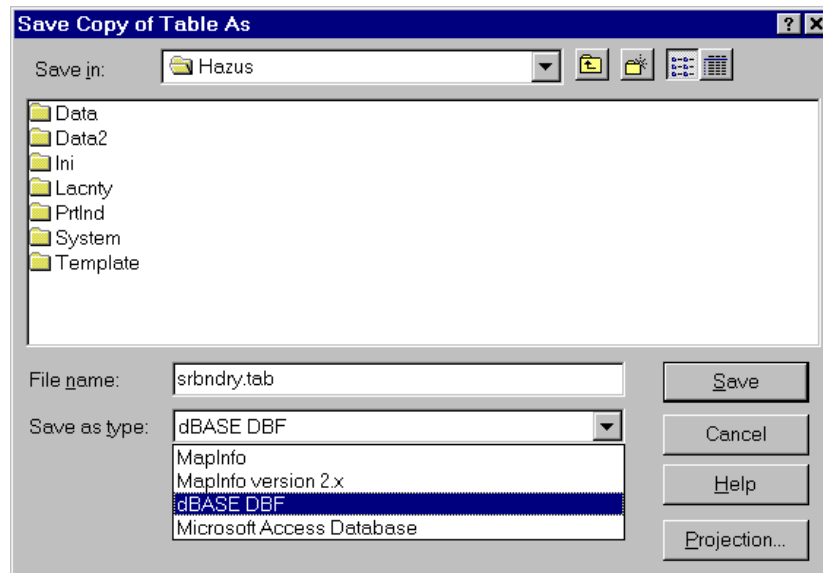 Save Copy of Table As
Save in: Hazus
Data
Data2
Ini
Lacnty
PrtInd
System
Template
File name: srbndry.tab Save
Save as type: dBASE DBF Cancel
MapInfo
MapInfo version 2.x
dBASE DBF Help
Microsoft Access Database
Projection...